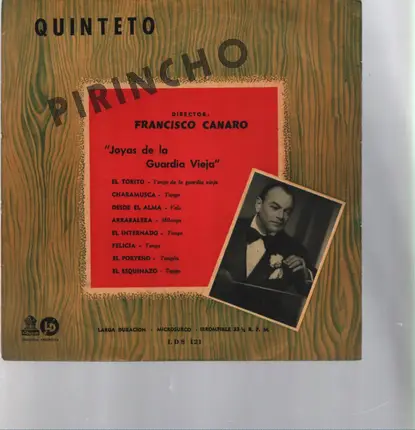 QUINTETO
PIRINCHO
DIRECTOR:
FRANCISCO CANARO
"Joyas de la
Guardia Vieja"
EL TORITO - Tango de la guardia vieja
CHARAMUSCA - Tango
DESDE EL ALMA - Vals
ARRABALERA - Milonga
EL INTERNADO - Tango
FELICIA - Tango
EL PORTEÑO - Tango
EL ESQUINAZO - Tango
LARGA DURACION - MICROSURCO - IRROMPIBLE 33 ⅓ R. P. M.
LDS 121